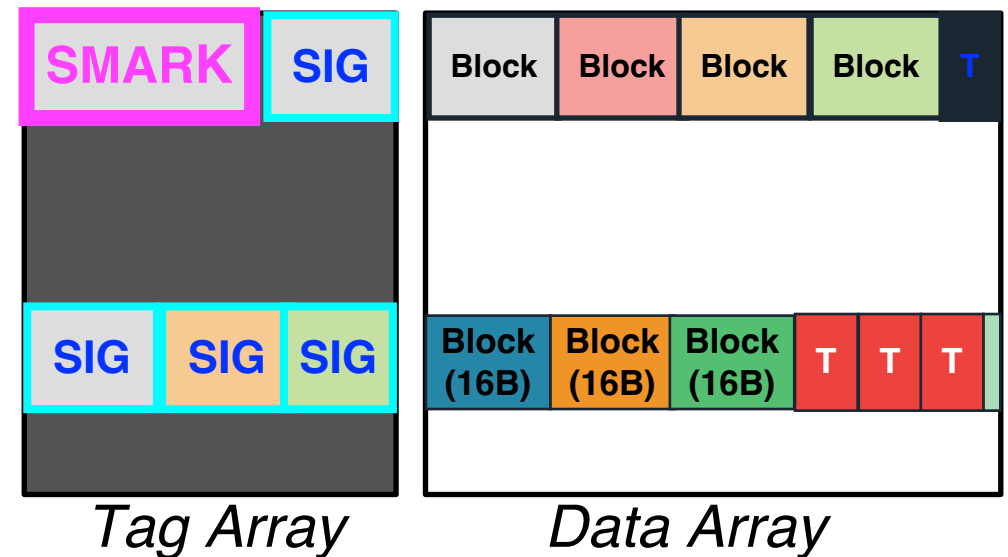 SMARK SIG Block Block Block Block T
SIG SIG SIG Block (16B) Block (16B) Block (16B) T T T
Tag Array Data Array